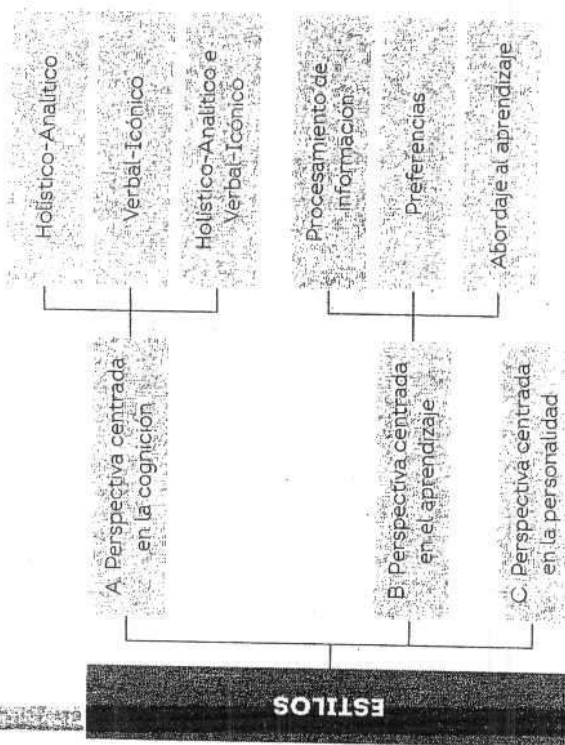 ESTILOS
A. Perspectiva centrada
en la cognición
Holístico-Analítico
Verbal-Icónico
Holístico-Analítico e
Verbal-Icónico
B. Perspectiva centrada
en el aprendizaje
Procesamiento de
información
Preferencias
Abordaje al aprendizaje
C. Perspectiva centrada
en la personalidad